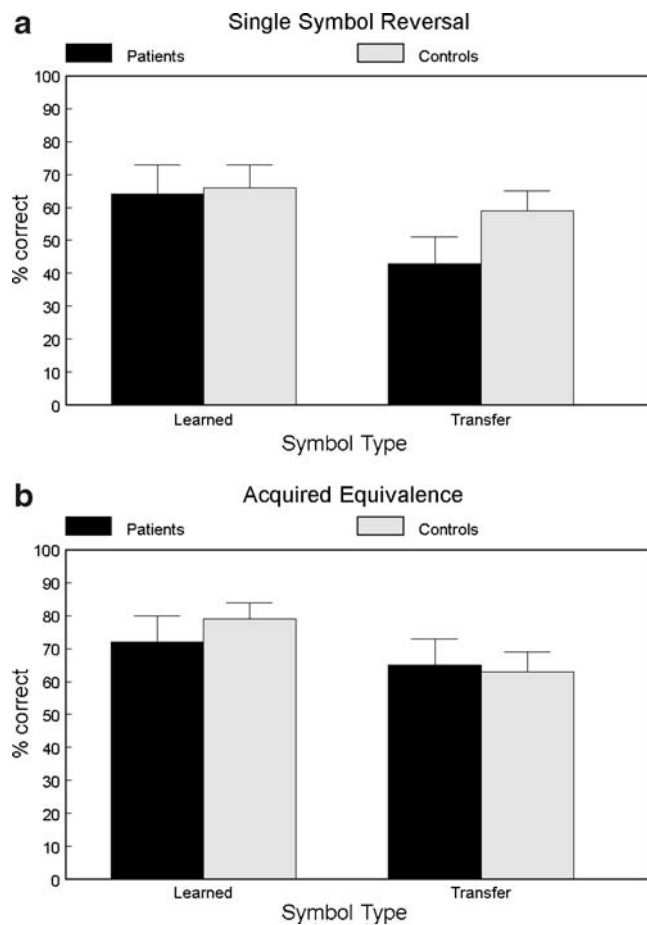 a Single Symbol Reversal
Patients Controls
100
90
80
70
60
50
40
30
20
10
0
% correct
Learned Transfer
Symbol Type
b Acquired Equivalence
Patients Controls
100
90
80
70
60
50
40
30
20
10
0
% correct
Learned Transfer
Symbol Type